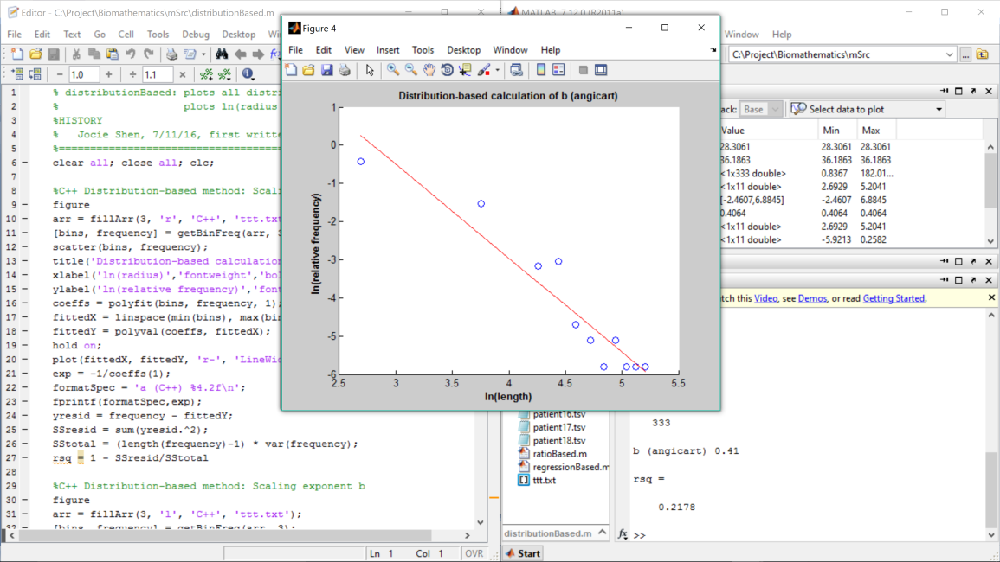 Editor - C:\Project\Biomathematics\mSrc\distributionBased.m
File Edit Text Go Cell Tools Debug Desktop
1.0
1.1
1 % distributionBased: plots all
2 % plots ln(radius
3 %HISTORY
4 % Jocie Shen, 7/11/16, first
5 %
6 clear all; close all; clc;
7
8 %C++ Distribution-based method:
9 figure
10 arr = fillArr(3, 'r', 'C++', 'ttt.txt
11 [bins, frequency] = getBinFreq(arr,
12 scatter(bins, frequency);
13 title('Distribution-based
14 xlabel('ln(radius)','fontweight',
15 ylabel('ln(relative frequency)',
16 coeffs = polyfit(bins, frequency, 1)
17 fittedX = linspace(min(bins),
18 fittedY = polyval(coeffs, fittedX);
19 hold on;
20 plot(fittedX, fittedY, 'r-',
21 exp = -1/coeffs(1);
22 formatSpec = 'a (C++) %4.2f\n';
23 fprintf(formatSpec,exp);
24 yresid = frequency - fittedY;
25 SSresid = sum(yresid.^2);
26 SStotal = (length(frequency)-1) * var(frequency);
27 rsq = 1 - SSresid/SStotal
28
29 %C++ Distribution-based method: Scaling exponent b
30 figure
31 arr = fillArr(3, 'l', 'C++', 'ttt.txt');
32 [bins, frequency] = getBinFreq(arr, 3);
Ln 1 Col 1 OVR
Figure 4
File Edit View Insert Tools Desktop Window Help
Distribution-based calculation of b (angicart)
1
0
-1
-2
-3
-4
-5
-6
ln(relative frequency)
2.5 3 3.5 4 4.5 5 5.5
ln(length)
MATLAB 7.12.0 (R2011a)
Window Help
C:\Project\Biomathematics\mSrc
Base Select data to plot
Value Min Max
28.3061 28.3061 28.3061
36.1863 36.1863 36.1863
<1x333 double> 0.8367 182.01...
<1x11 double> 2.6929 5.2041
[-2.4607,6.8845] -2.4607 6.8845
0.4064 0.4064 0.4064
<1x11 double> 2.6929 5.2041
<1x11 double> -5.9213 0.2582
this Video, see Demos, or read Getting Started.
patient16.tsv
patient17.tsv
patient18.tsv
ratioBased.m
regressionBased.m
ttt.txt
distributionBased.m
333
b (angicart) 0.41
rsq =
0.2178
fx >>
Start